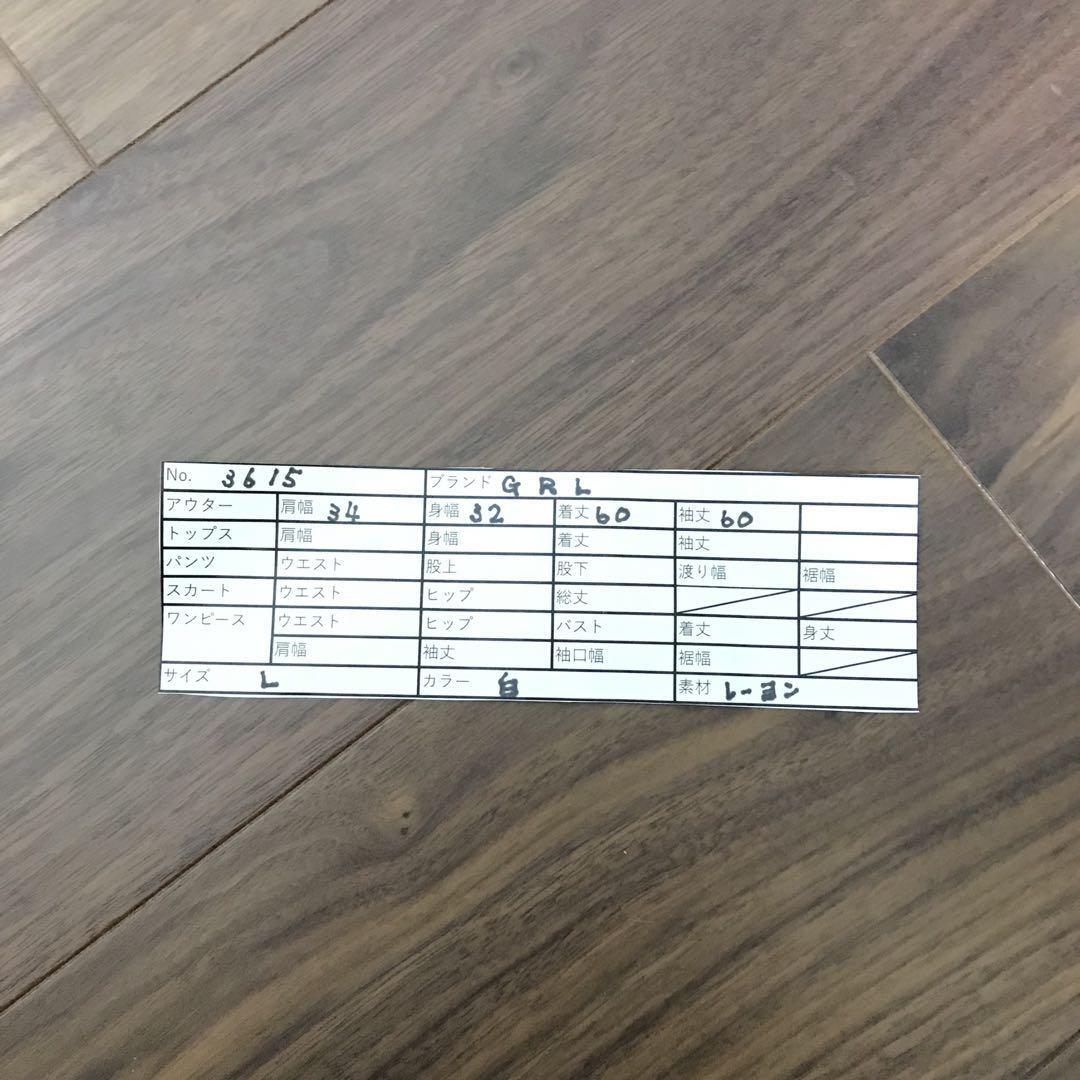 No. 3615 ブランド GRL
アウター 肩幅 34 身幅 32 着丈 60 袖丈 60
トップス 肩幅 身幅 着丈 袖丈
パンツ ウエスト 股上 股下 渡り幅 裾幅
スカート ウエスト ヒップ 総丈
ワンピース ウエスト ヒップ バスト 着丈 身丈
肩幅 袖丈 袖口幅 裾幅
サイズ L カラー 白 素材 レーヨン